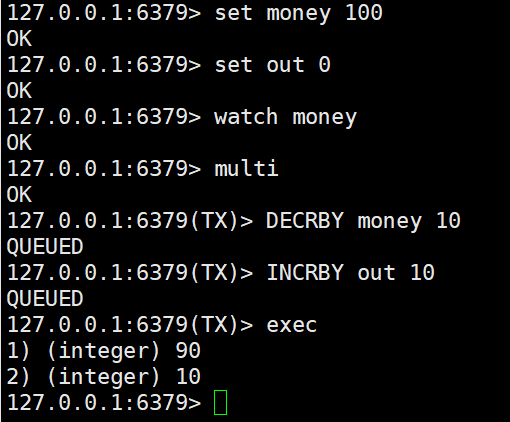 127.0.0.1:6379> set money 100
OK
127.0.0.1:6379> set out 0
OK
127.0.0.1:6379> watch money
OK
127.0.0.1:6379> multi
OK
127.0.0.1:6379(TX)> DECRBY money 10
QUEUED
127.0.0.1:6379(TX)> INCRBY out 10
QUEUED
127.0.0.1:6379(TX)> exec
1) (integer) 90
2) (integer) 10
127.0.0.1:6379>